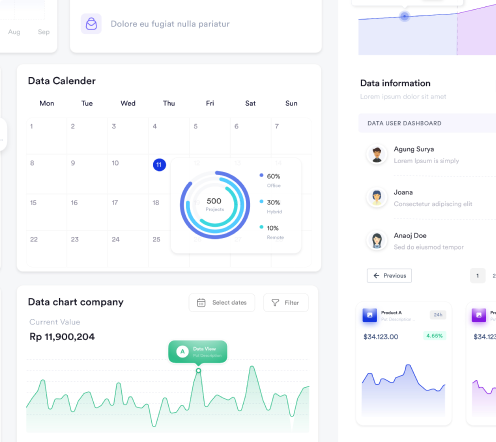 Aug Sep
Dolore eu fugiat nulla pariatur
Data Calender
Mon Tue Wed Thu Fri Sat Sun
1 2 3 4 5 6 7
8 9 10 11
15 16 17 18
22 23 24 25
500
Projects
60%
Office
30%
Hybrid
10%
Remote
Data chart company
Select dates
Filter
Current Value
Rp 11,900,204
A
Data View
Data information
Lorem ipsum dolor sit amet
DATA USER DASHBOARD
Agung Surya
Lorem Ipsum is simply
Joana
Consectetur adipiscing elit
Anaoj Doe
Sed do eiusmod tempor
← Previous
1 2
Product A
24h
$34.123.00
4.65%
$34.123